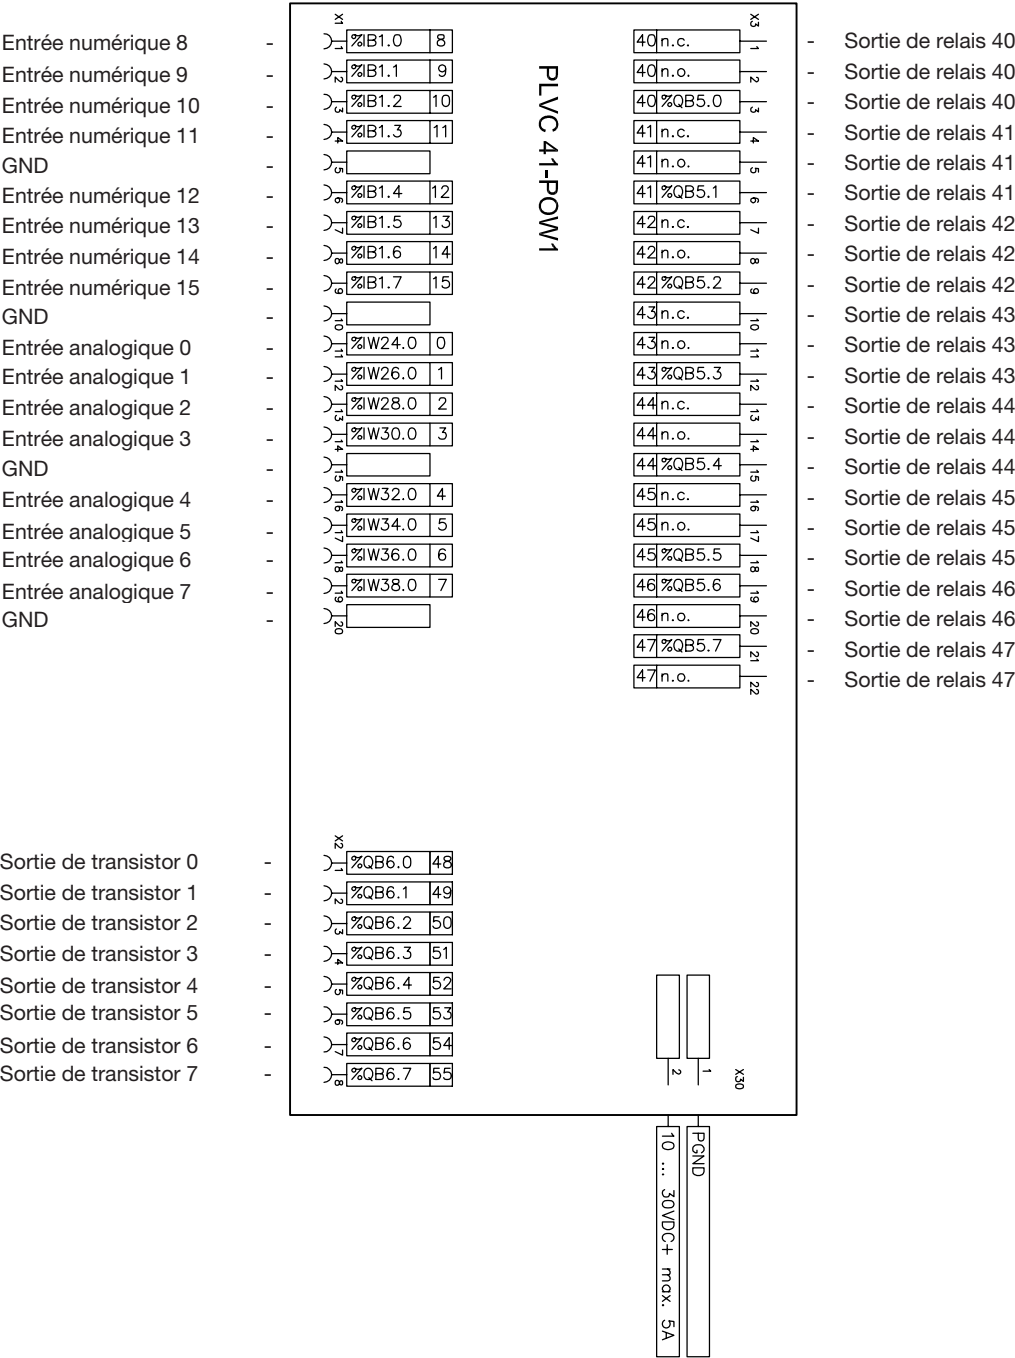 X1
X3
Entrée numérique 8 - 1 %IB1.0 8
40 n.c. 1 - Sortie de relais 40
Entrée numérique 9 - 2 %IB1.1 9
40 n.o. 2 - Sortie de relais 40
Entrée numérique 10 - 3 %IB1.2 10
40 %QB5.0 3 - Sortie de relais 40
Entrée numérique 11 - 4 %IB1.3 11
41 n.c. 4 - Sortie de relais 41
GND - 5
41 n.o. 5 - Sortie de relais 41
Entrée numérique 12 - 6 %IB1.4 12
41 %QB5.1 6 - Sortie de relais 41
Entrée numérique 13 - 7 %IB1.5 13
42 n.c. 7 - Sortie de relais 42
Entrée numérique 14 - 8 %IB1.6 14
42 n.o. 8 - Sortie de relais 42
Entrée numérique 15 - 9 %IB1.7 15
42 %QB5.2 9 - Sortie de relais 42
GND - 10
43 n.c. 10 - Sortie de relais 43
Entrée analogique 0 - 11 %IW24.0 0
43 n.o. 11 - Sortie de relais 43
Entrée analogique 1 - 12 %IW26.0 1
43 %QB5.3 12 - Sortie de relais 43
Entrée analogique 2 - 13 %IW28.0 2
44 n.c. 13 - Sortie de relais 44
Entrée analogique 3 - 14 %IW30.0 3
44 n.o. 14 - Sortie de relais 44
GND - 15
44 %QB5.4 15 - Sortie de relais 44
Entrée analogique 4 - 16 %IW32.0 4
45 n.c. 16 - Sortie de relais 45
Entrée analogique 5 - 17 %IW34.0 5
45 n.o. 17 - Sortie de relais 45
Entrée analogique 6 - 18 %IW36.0 6
45 %QB5.5 18 - Sortie de relais 45
Entrée analogique 7 - 19 %IW38.0 7
46 %QB5.6 19 - Sortie de relais 46
GND - 20
46 n.o. 20 - Sortie de relais 46
47 %QB5.7 21 - Sortie de relais 47
47 n.o. 22 - Sortie de relais 47
PLVC 41-POW1
X2
Sortie de transistor 0 - 1 %QB6.0 48
Sortie de transistor 1 - 2 %QB6.1 49
Sortie de transistor 2 - 3 %QB6.2 50
Sortie de transistor 3 - 4 %QB6.3 51
Sortie de transistor 4 - 5 %QB6.4 52
Sortie de transistor 5 - 6 %QB6.5 53
Sortie de transistor 6 - 7 %QB6.6 54
Sortie de transistor 7 - 8 %QB6.7 55
X30
1
2
PGND
10 ... 30VDC+ max. 5A